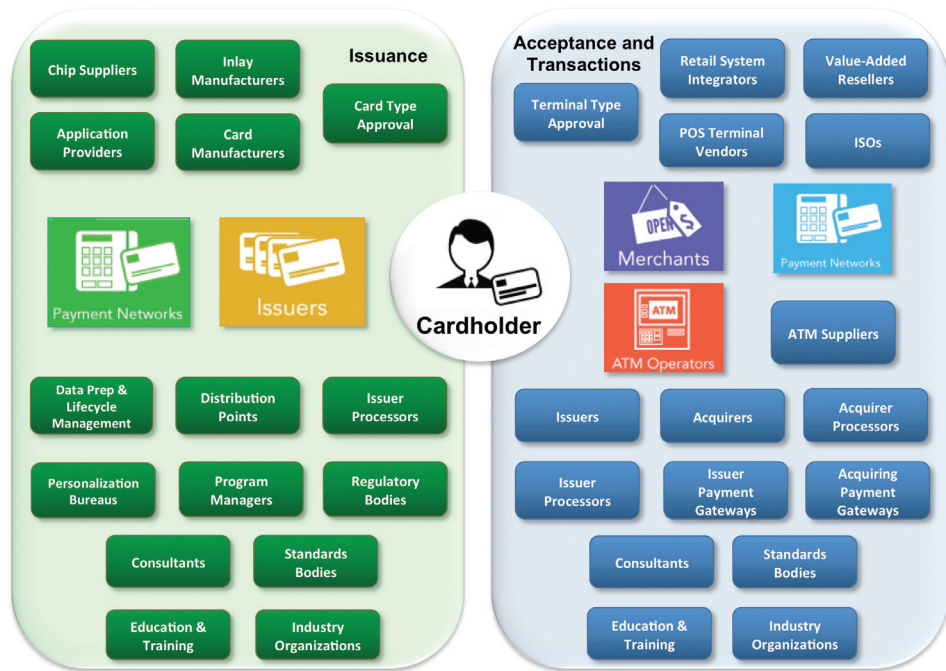 Issuance
Chip Suppliers
Inlay
Manufacturers
Card Type
Approval
Application
Providers
Card
Manufacturers
Payment Networks
Issuers
Data Prep &
Lifecycle
Management
Distribution
Points
Issuer
Processors
Personalization
Bureaus
Program
Managers
Regulatory
Bodies
Consultants
Standards
Bodies
Education &
Training
Industry
Organizations
Cardholder
Acceptance and
Transactions
Retail System
Integrators
Value-Added
Resellers
Terminal Type
Approval
POS Terminal
Vendors
ISOs
OPEN $
Merchants
Payment Networks
ATM
ATM Operators
ATM Suppliers
Issuers
Acquirers
Acquirer
Processors
Issuer
Processors
Issuer
Payment
Gateways
Acquiring
Payment
Gateways
Consultants
Standards
Bodies
Education &
Training
Industry
Organizations